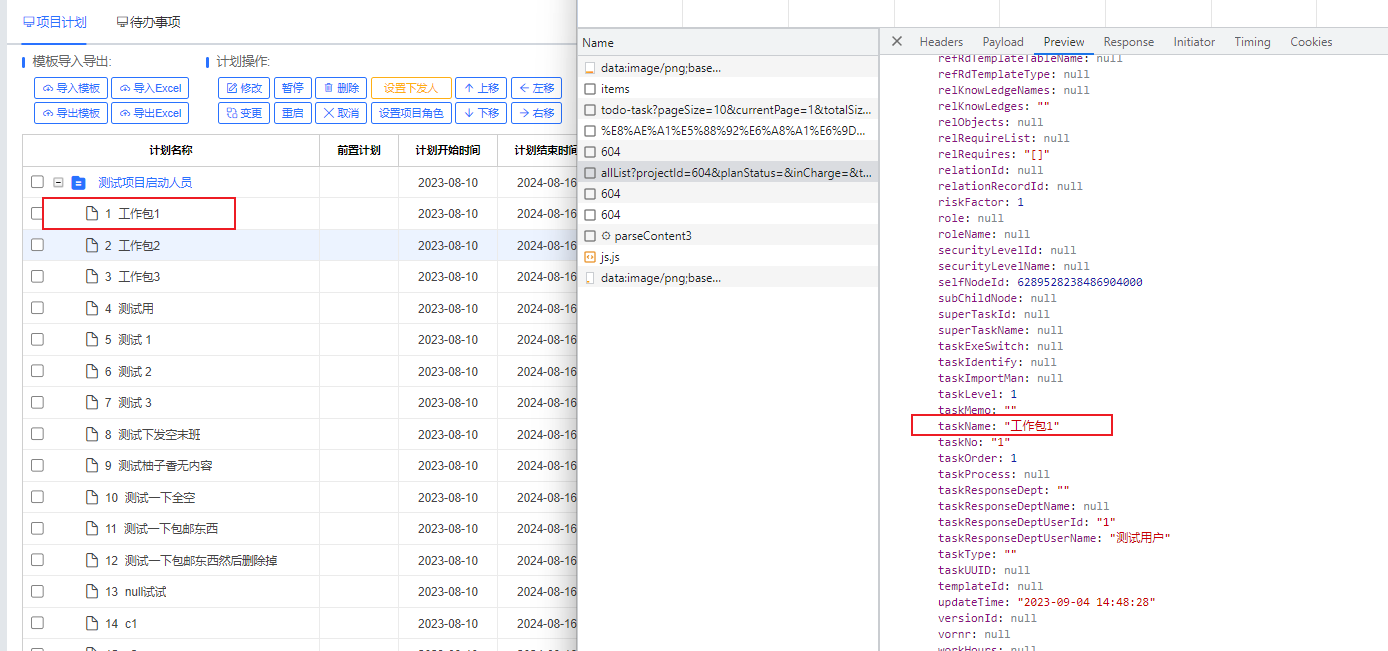 项目计划 待办事项
模板导入导出: 计划操作:
导入模板 导入Excel 修改 暂停 删除 设置下发人 上移 左移
导出模板 导出Excel 变更 重启 取消 设置项目角色 下移 右移
计划名称 前置计划 计划开始时间 计划结束时间
测试项目启动人员 2023-08-10 2024-08-16
1 工作包1 2023-08-10 2024-08-16
2 工作包2 2023-08-10 2024-08-16
3 工作包3 2023-08-10 2024-08-16
4 测试用 2023-08-10 2024-08-16
5 测试 1 2023-08-10 2024-08-16
6 测试 2 2023-08-10 2024-08-16
7 测试 3 2023-08-10 2024-08-16
8 测试下发空末班 2023-08-10 2024-08-16
9 测试柚子香无内容 2023-08-10 2024-08-16
10 测试一下全空 2023-08-10 2024-08-16
11 测试一下包邮东西 2023-08-10 2024-08-16
12 测试一下包邮东西然后删除掉 2023-08-10 2024-08-16
13 null试试 2023-08-10 2024-08-16
14 c1 2023-08-10 2024-08-16
Name
data:image/png;base...
items
todo-task?pageSize=10&currentPage=1&totalSiz...
%E8%AE%A1%E5%88%92%E6%A8%A1%E6%9D...
604
allList?projectId=604&planStatus=&inCharge=&t...
604
604
parseContent3
js.js
data:image/png;base...
Headers Payload Preview Response Initiator Timing Cookies
refRdTemplateTableName: null
refRdTemplateType: null
relKnowLedgeNames: null
relKnowLedges: ""
relObjects: null
relRequireList: null
relRequires: "[]"
relationId: null
relationRecordId: null
riskFactor: 1
role: null
roleName: null
securityLevelId: null
securityLevelName: null
selfNodeId: 6289528238486904000
subChildNode: null
superTaskId: null
superTaskName: null
taskExeSwitch: null
taskIdentify: null
taskImportMan: null
taskLevel: 1
taskMemo: ""
taskName: "工作包1"
taskNo: "1"
taskOrder: 1
taskProcess: null
taskResponseDept: ""
taskResponseDeptName: null
taskResponseDeptUserId: "1"
taskResponseDeptUserName: "测试用户"
taskType: ""
taskUUID: null
templateId: null
updateTime: "2023-09-04 14:48:28"
versionId: null
vornr: null
workHours: null